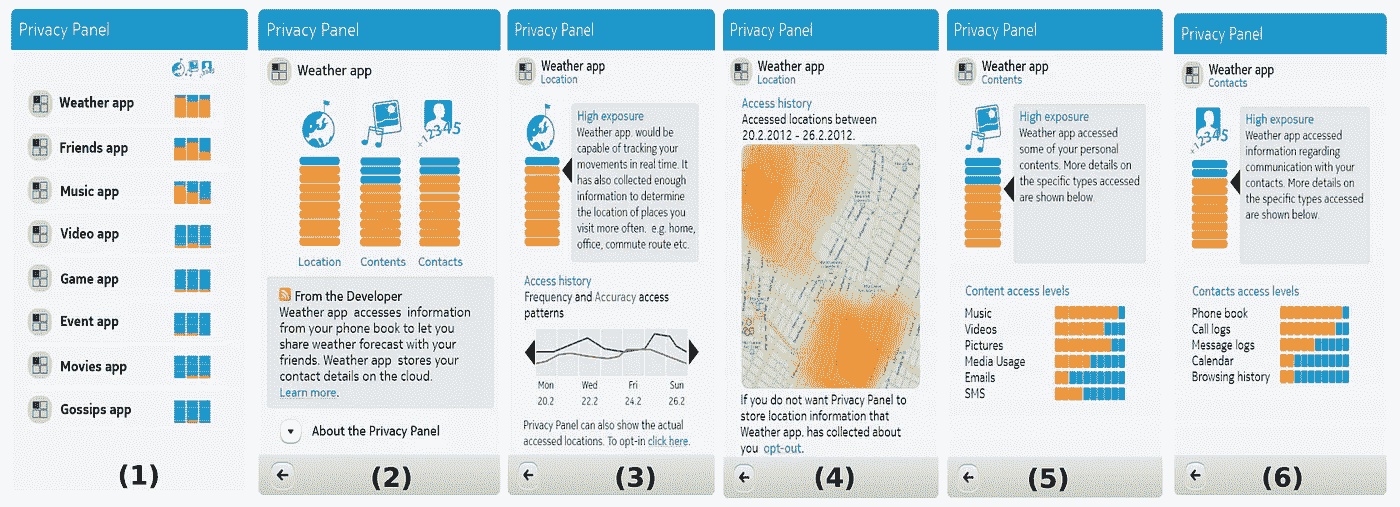 Privacy Panel
Weather app
Friends app
Music app
Video app
Game app
Event app
Movies app
Gossips app
(1)
Privacy Panel
Weather app
x12345
Location
Contents
Contacts
From the Developer
Weather app accesses information
from your phone book to let you
share weather forecast with your
friends. Weather app stores your
contact details on the cloud.
Learn more.
About the Privacy Panel
(2)
Privacy Panel
Weather app
Location
High exposure
Weather app. would be
capable of tracking your
movements in real time. It
has also collected enough
information to determine
the location of places you
visit more often. e.g. home,
office, commute route etc.
Access history
Frequency and Accuracy access
patterns
Mon Wed Fri Sun
20.2 22.2 24.2 26.2
Privacy Panel can also show the actual
accessed locations. To opt-in click here.
(3)
Privacy Panel
Weather app
Location
Access history
Accessed locations between
20.2.2012 - 26.2.2012.
If you do not want Privacy Panel to
store location information that
Weather app. has collected about
you opt-out.
(4)
Privacy Panel
Weather app
Contents
High exposure
Weather app accessed
some of your personal
contents. More details on
the specific types accessed
are shown below.
Content access levels
Music
Videos
Pictures
Media Usage
Emails
SMS
(5)
Privacy Panel
Weather app
Contacts
x12345
High exposure
Weather app accessed
information regarding
communication with your
contacts. More details on
the specific types accessed
are shown below.
Contacts access levels
Phone book
Call logs
Message logs
Calendar
Browsing history
(6)